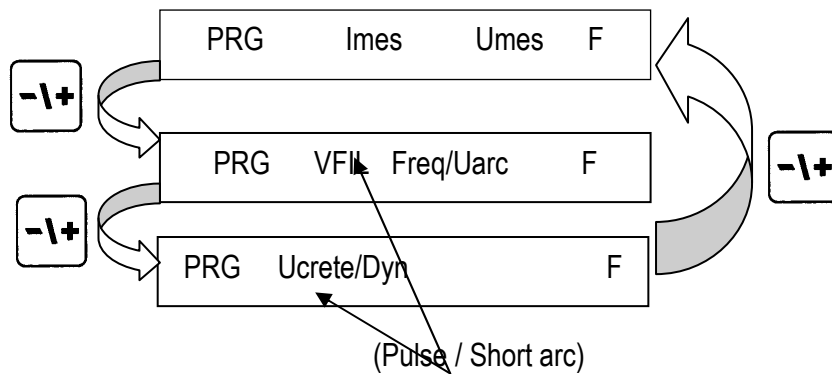 PRG Imes Umes F
-\+
PRG VFIL Freq/Uarc F
-\+
-\+
PRG Ucrete/Dyn F
(Pulse / Short arc)